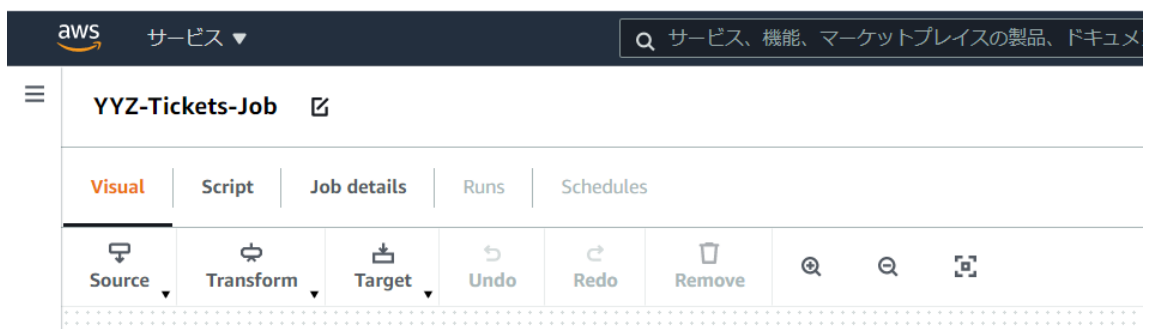 aws サービス ▼ サービス、機能、マーケットプレイスの製品、ドキュメ
YYZ-Tickets-Job
Visual Script Job details Runs Schedules
Source Transform Target Undo Redo Remove